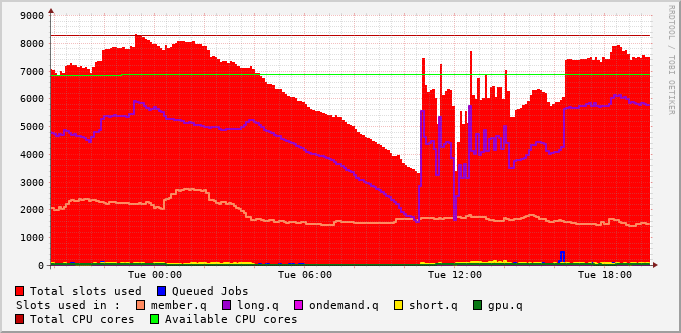 RRDTOOL / TOBI OETIKER
9000
8000
7000
6000
5000
4000
3000
2000
1000
0
Tue 00:00 Tue 06:00 Tue 12:00 Tue 18:00
Total slots used Queued Jobs
Slots used in : member.q long.q ondemand.q short.q gpu.q
Total CPU cores Available CPU cores